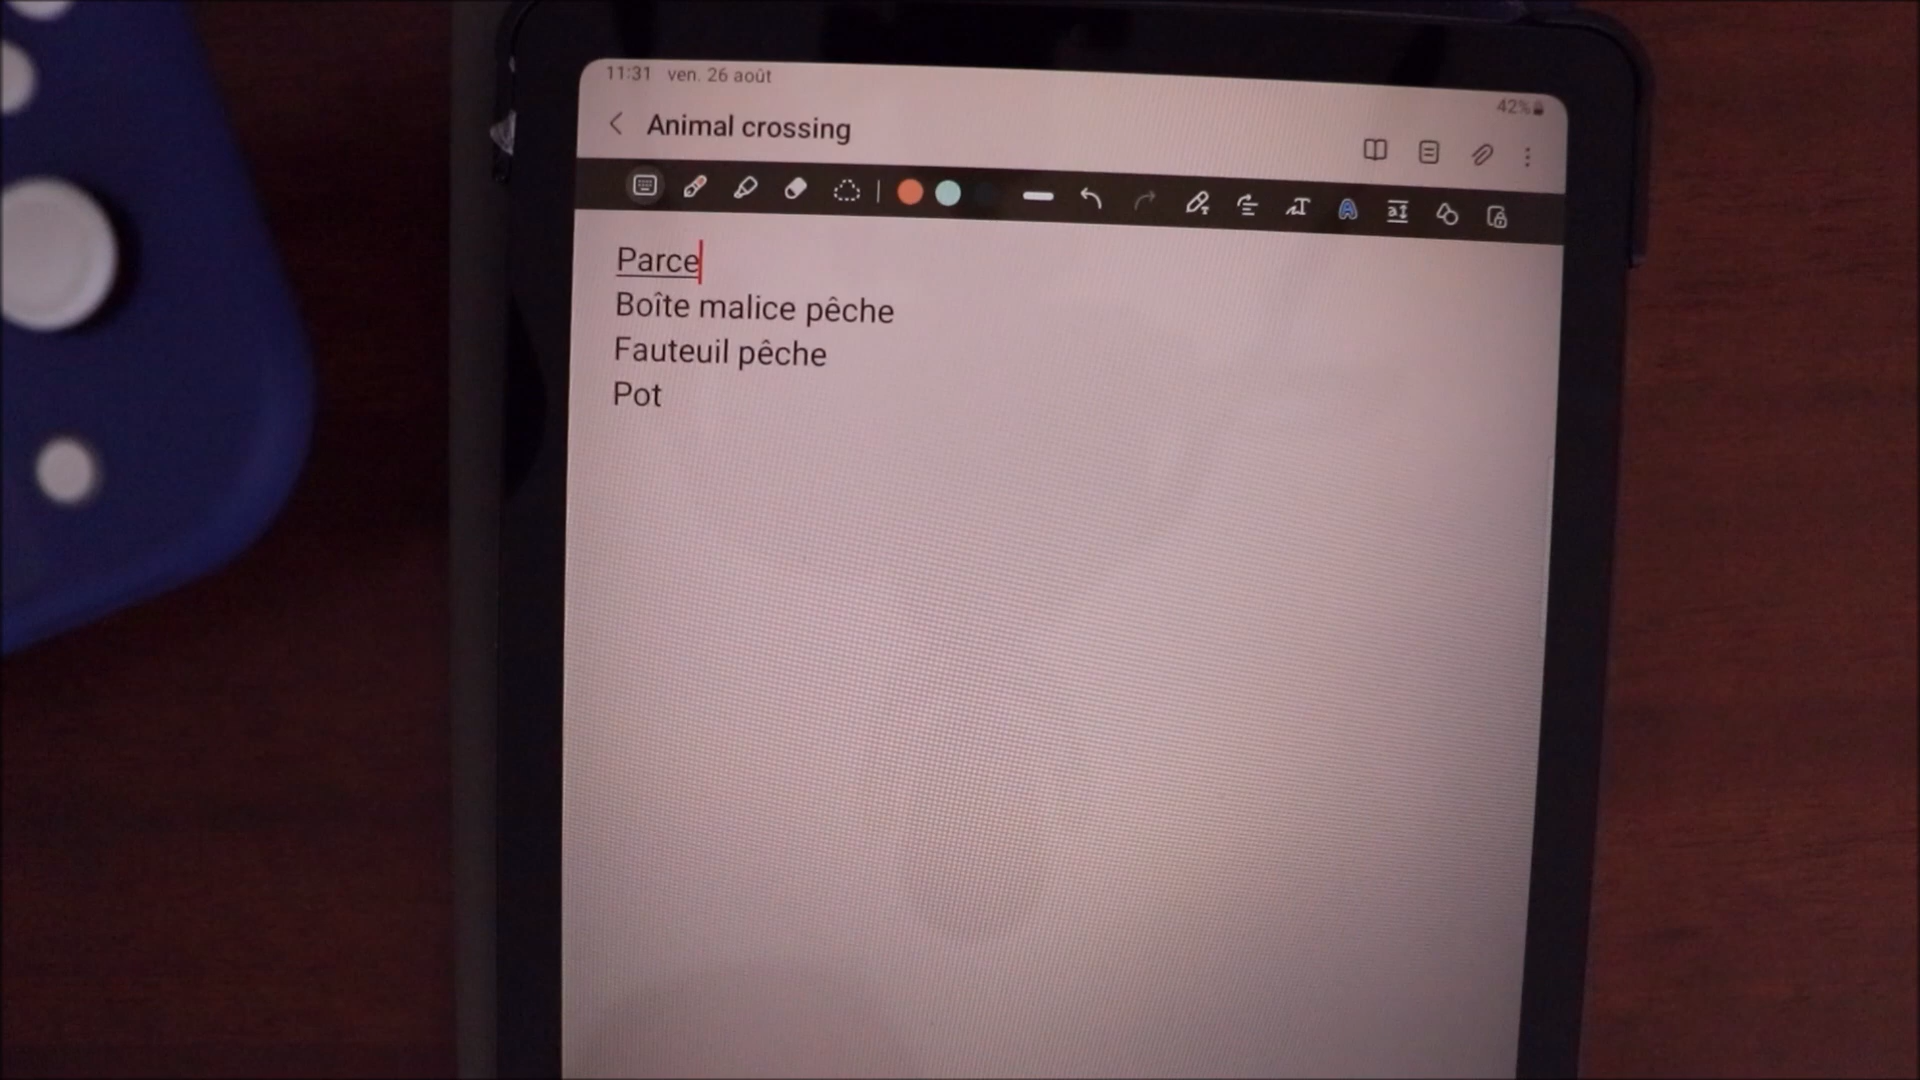 11:31 ven. 26 août
42%
Animal crossing
Parce
Boîte malice pêche
Fauteuil pêche
Pot